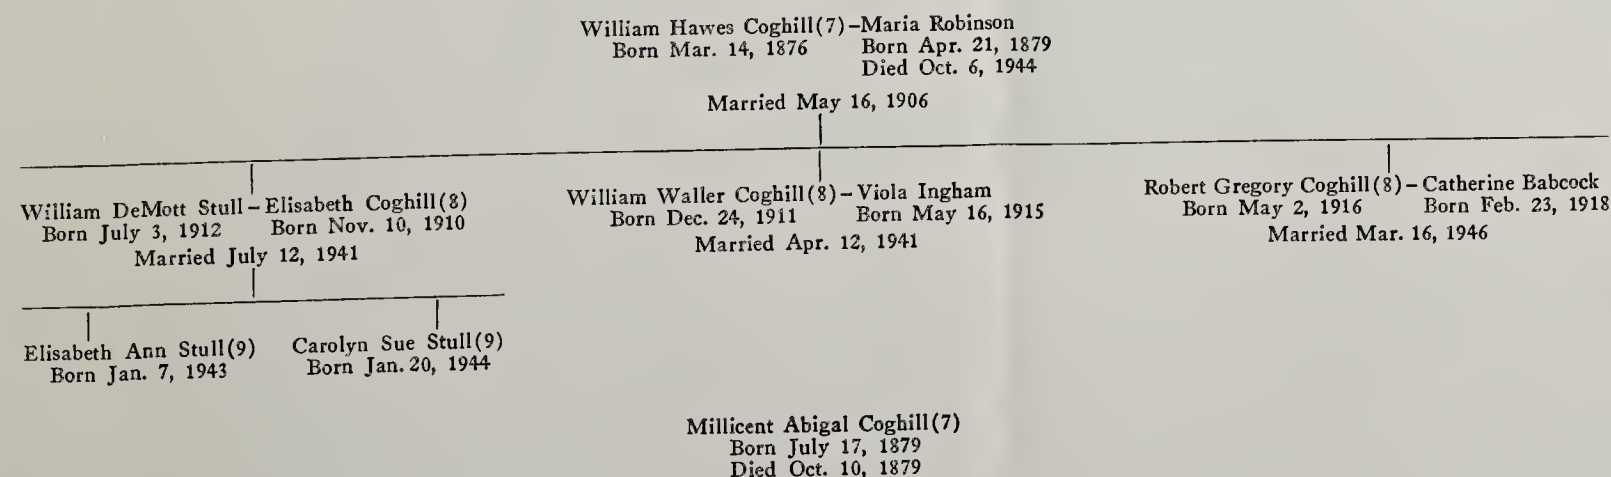 William Hawes Coghill(7)–Maria Robinson
Born Mar. 14, 1876 Born Apr. 21, 1879
Died Oct. 6, 1944
Married May 16, 1906
William DeMott Stull–Elisabeth Coghill(8)
Born July 3, 1912 Born Nov. 10, 1910
Married July 12, 1941
William Waller Coghill(8)–Viola Ingham
Born Dec. 24, 1911 Born May 16, 1915
Married Apr. 12, 1941
Robert Gregory Coghill(8)–Catherine Babcock
Born May 2, 1916 Born Feb. 23, 1918
Married Mar. 16, 1946
Elisabeth Ann Stull(9)
Born Jan. 7, 1943
Carolyn Sue Stull(9)
Born Jan. 20, 1944
Millicent Abigal Coghill(7)
Born July 17, 1879
Died Oct. 10, 1879